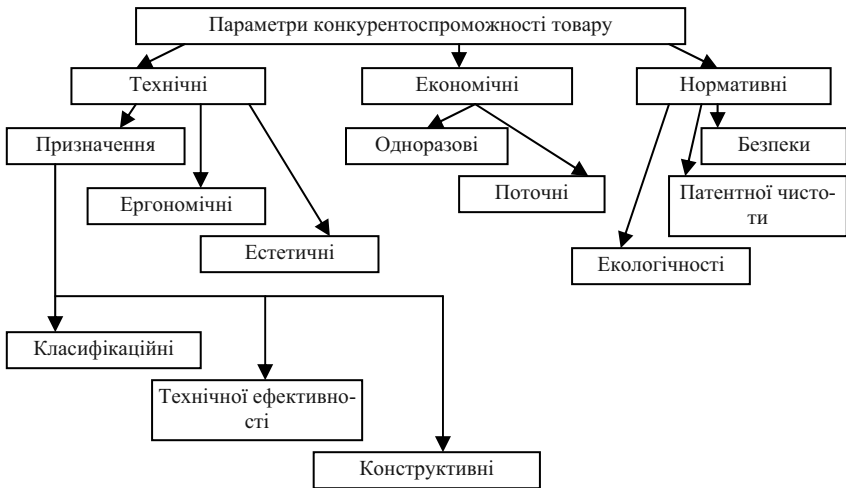 Параметри конкурентоспроможності товару
Технічні
Економічні
Нормативні
Призначення
Одноразові
Безпеки
Ергономічні
Поточні
Патентної чисто-
ти
Естетичні
Екологічності
Класифікаційні
Технічної ефективно-
сті
Конструктивні